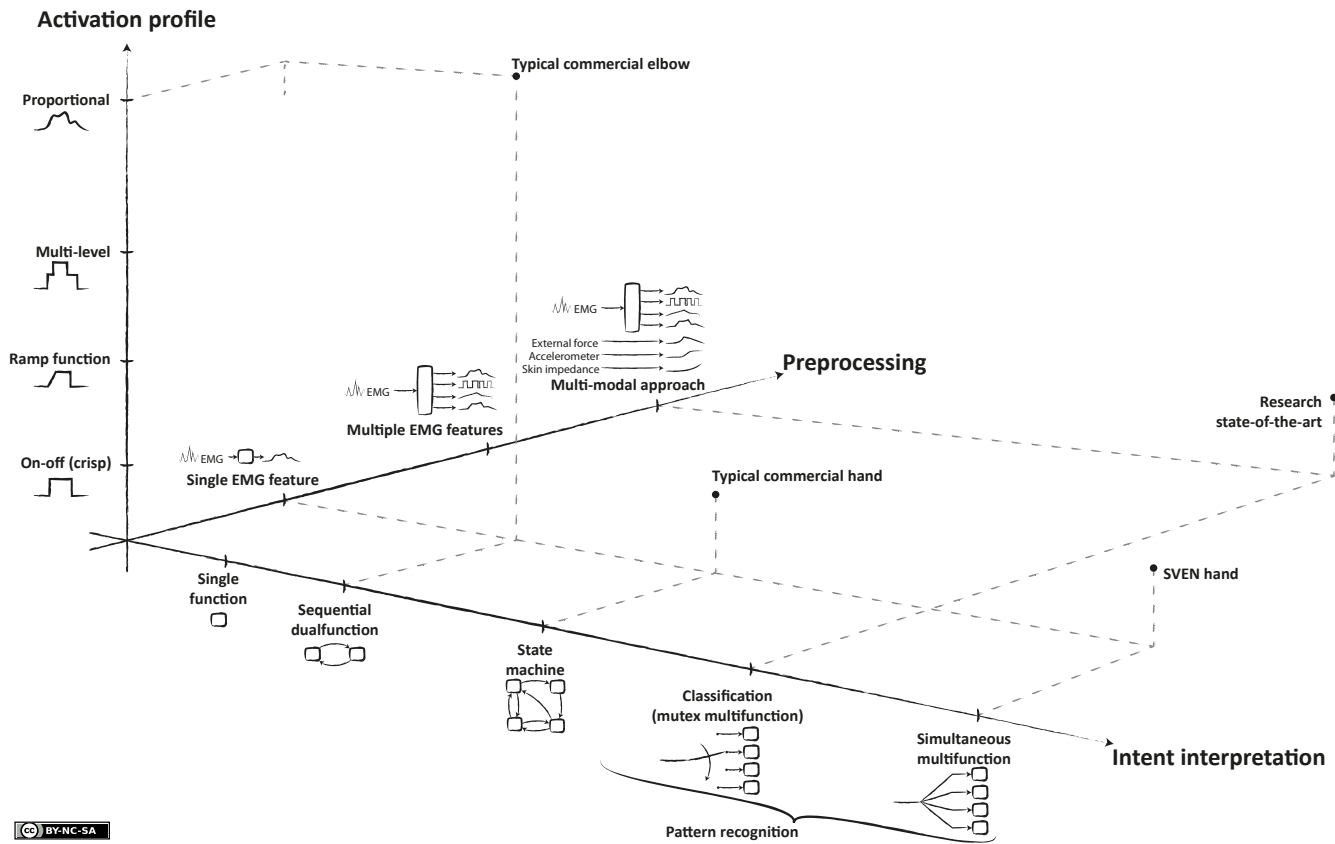 Activation profile
Typical commercial elbow
Proportional
Multi-level
EMG
External force
Accelerometer
Skin impedance
Multi-modal approach
Preprocessing
Ramp function
EMG
Multiple EMG features
Research
state-of-the-art
On-off (crisp)
EMG
Single EMG feature
Typical commercial hand
SVEN hand
Single
function
Sequential
dualfunction
State
machine
Classification
(mutex multifunction)
Simultaneous
multifunction
Intent interpretation
Pattern recognition
cc BY-NC-SA